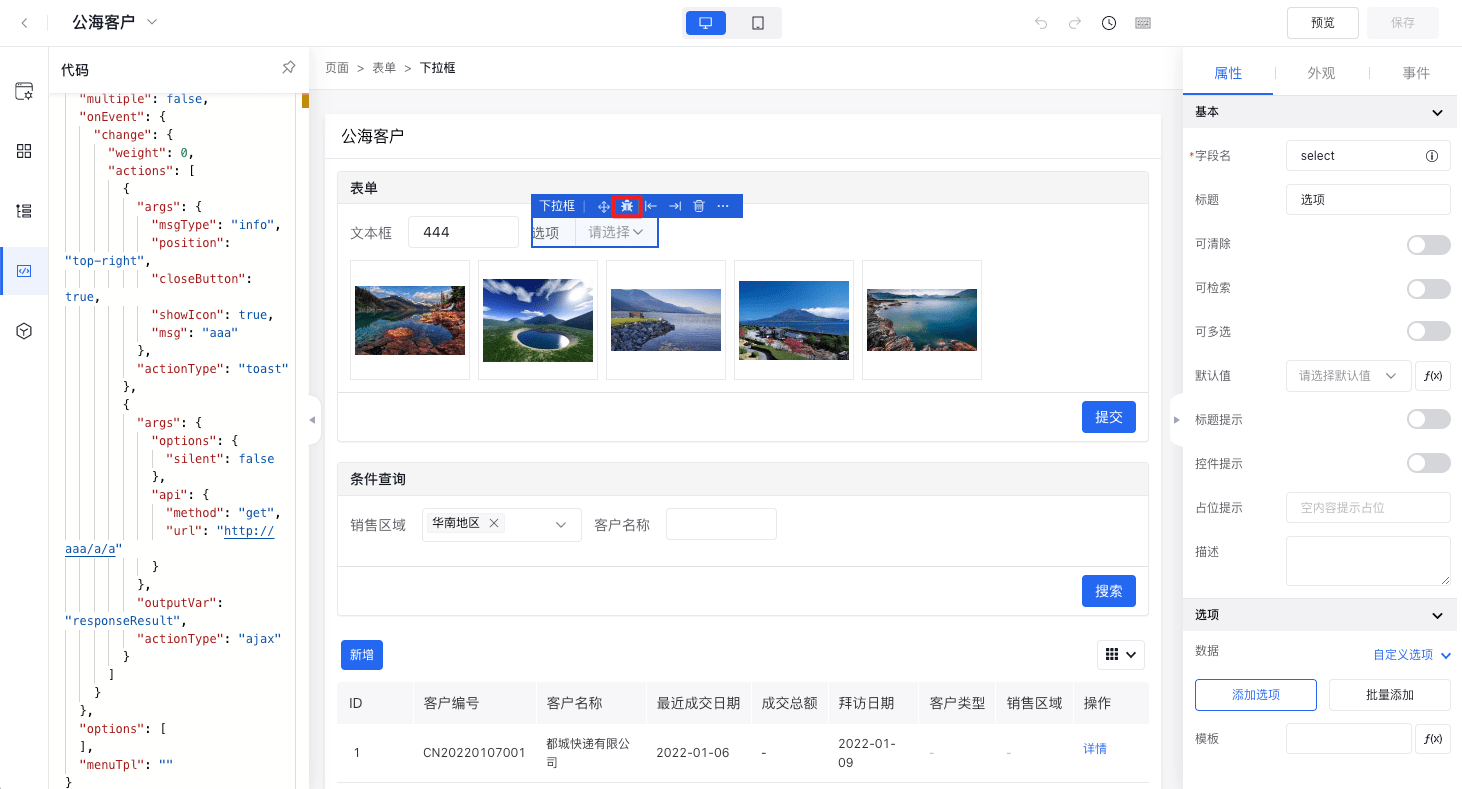 公海客户
预览
保存
代码
"multiple": false,
"onEvent": {
"change": {
"weight": 0,
"actions": [
{
"args": {
"msgType": "info",
"position":
"top-right",
"closeButton":
true,
"showIcon": true,
"msg": "aaa"
},
"actionType": "toast"
},
{
"args": {
"options": {
"silent": false
},
"api": {
"method": "get",
"url": "http://
aaa/a/a"
}
},
"outputVar":
"responseResult",
"actionType": "ajax"
}
]
}
},
"options": [
],
"menuTpl": ""
}
页面 > 表单 > 下拉框
公海客户
表单
下拉框
文本框 444 选项 请选择
提交
条件查询
销售区域 华南地区 客户名称
搜索
新增
ID 客户编号 客户名称 最近成交日期 成交总额 拜访日期 客户类型 销售区域 操作
1 CN20220107001 都城快递有限公司 2022-01-06 - 2022-01-09 - - 详情
属性 外观 事件
基本
*字段名 select
标题 选项
可清除
可检索
可多选
默认值 请选择默认值 f(x)
标题提示
控件提示
占位提示 空内容提示占位
描述
选项
数据 自定义选项
添加选项 批量添加
模板 f(x)